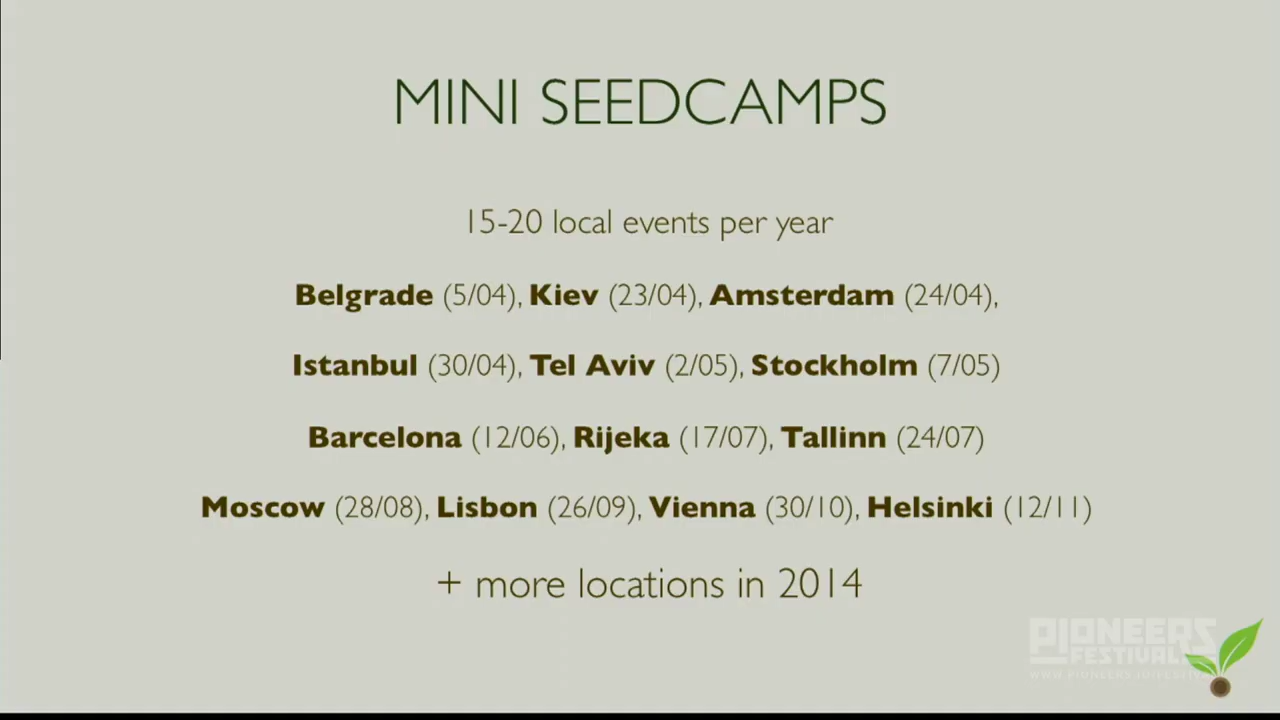 MINI SEEDCAMPS
15-20 local events per year
Belgrade (5/04), Kiev (23/04), Amsterdam (24/04),
Istanbul (30/04), Tel Aviv (2/05), Stockholm (7/05)
Barcelona (12/06), Rijeka (17/07), Tallinn (24/07)
Moscow (28/08), Lisbon (26/09), Vienna (30/10), Helsinki (12/11)
+ more locations in 2014
PIONEERS
FESTIVAL